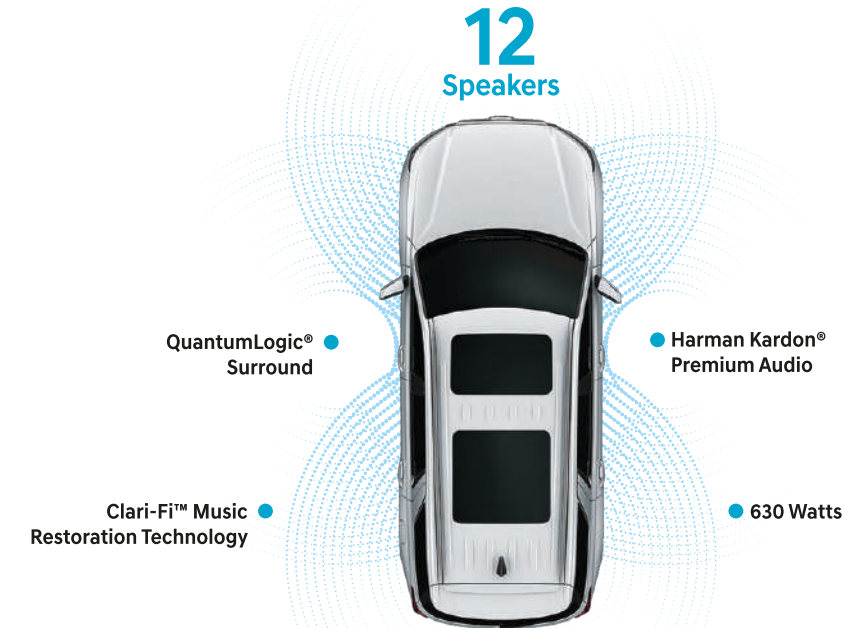 12
Speakers
QuantumLogic®
Surround
Harman Kardon®
Premium Audio
Clari-Fi™ Music
Restoration Technology
630 Watts